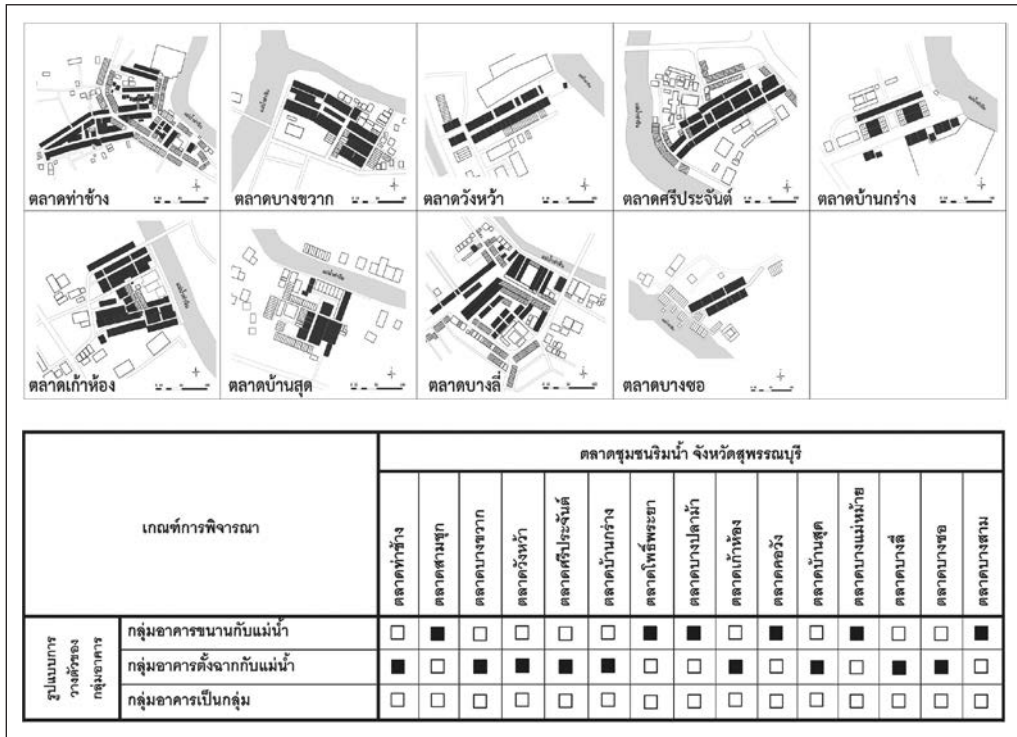 ตลาดท่าช้าง
ตลาดบางขวาก
ตลาดวังหว้า
ตลาดศรีประจันต์
ตลาดบ้านกร่าง
ตลาดเก้าห้อง
ตลาดบ้านสุด
ตลาดบางลี่
ตลาดบางซอ
เกณฑ์การพิจารณา
ตลาดชุมชนริมน้ำ จังหวัดสุพรรณบุรี
ตลาดท่าช้าง
ตลาดสามชุก
ตลาดบางขวาก
ตลาดวังหว้า
ตลาดศรีประจันต์
ตลาดบ้านกร่าง
ตลาดโพธิ์พระยา
ตลาดบางปลาม้า
ตลาดเก้าห้อง
ตลาดคอวัง
ตลาดบ้านสุด
ตลาดบางแม่หม้าย
ตลาดบางลี่
ตลาดบางซอ
ตลาดบางสาม
รูปแบบการ
วางตัวของ
กลุ่มอาคาร
กลุ่มอาคารขนานกับแม่น้ำ
กลุ่มอาคารตั้งฉากกับแม่น้ำ
กลุ่มอาคารเป็นกลุ่ม